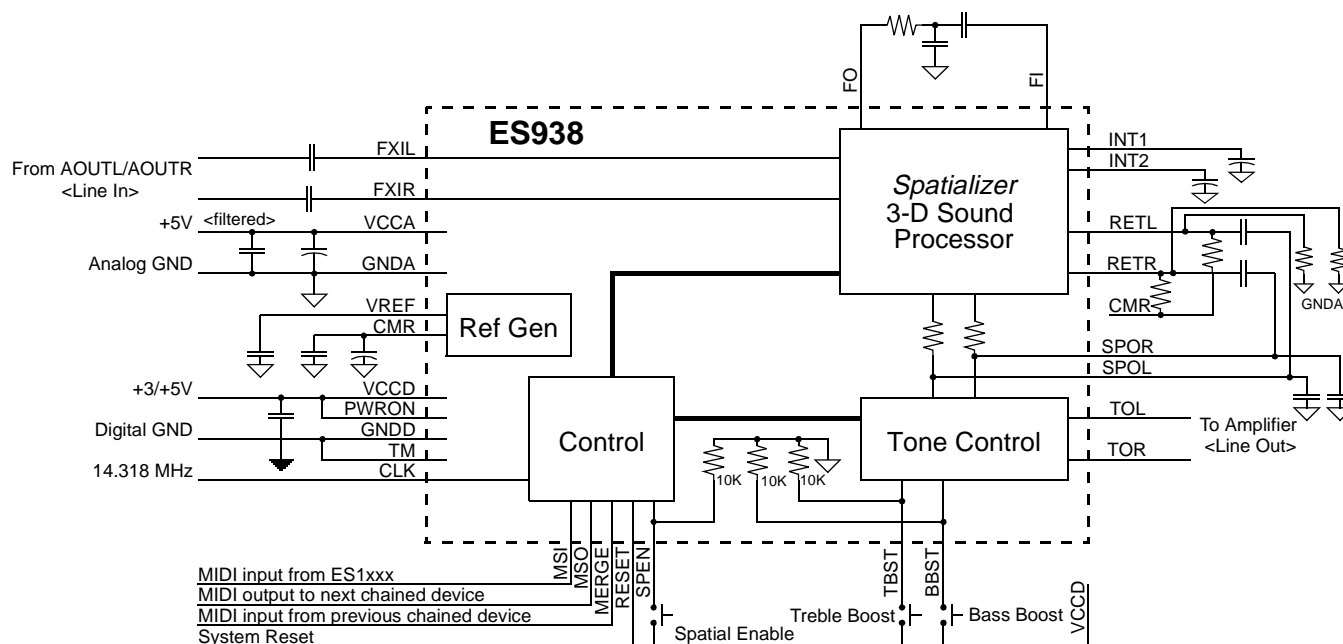 FO
FI
ES938
FXIL
INT1
INT2
From AOUTL/AOUTR
<Line In>
FXIR
Spatializer
3-D Sound
Processor
+5V
<filtered>
VCCA
RETL
Analog GND
GNDA
RETR
GNDA
VREF
CMR
CMR
Ref Gen
SPOR
SPOL
+3/+5V
VCCD
PWRON
TOL
To Amplifier
<Line Out>
Digital GND
GNDD
Control
Tone Control
TM
TOR
14.318 MHz
CLK
10K
10K
10K
MSI
MSO
MERGE
RESET
SPEN
TBST
BBST
VCCD
MIDI input from ES1xxx
MIDI output to next chained device
MIDI input from previous chained device
System Reset
Spatial Enable
Treble Boost
Bass Boost